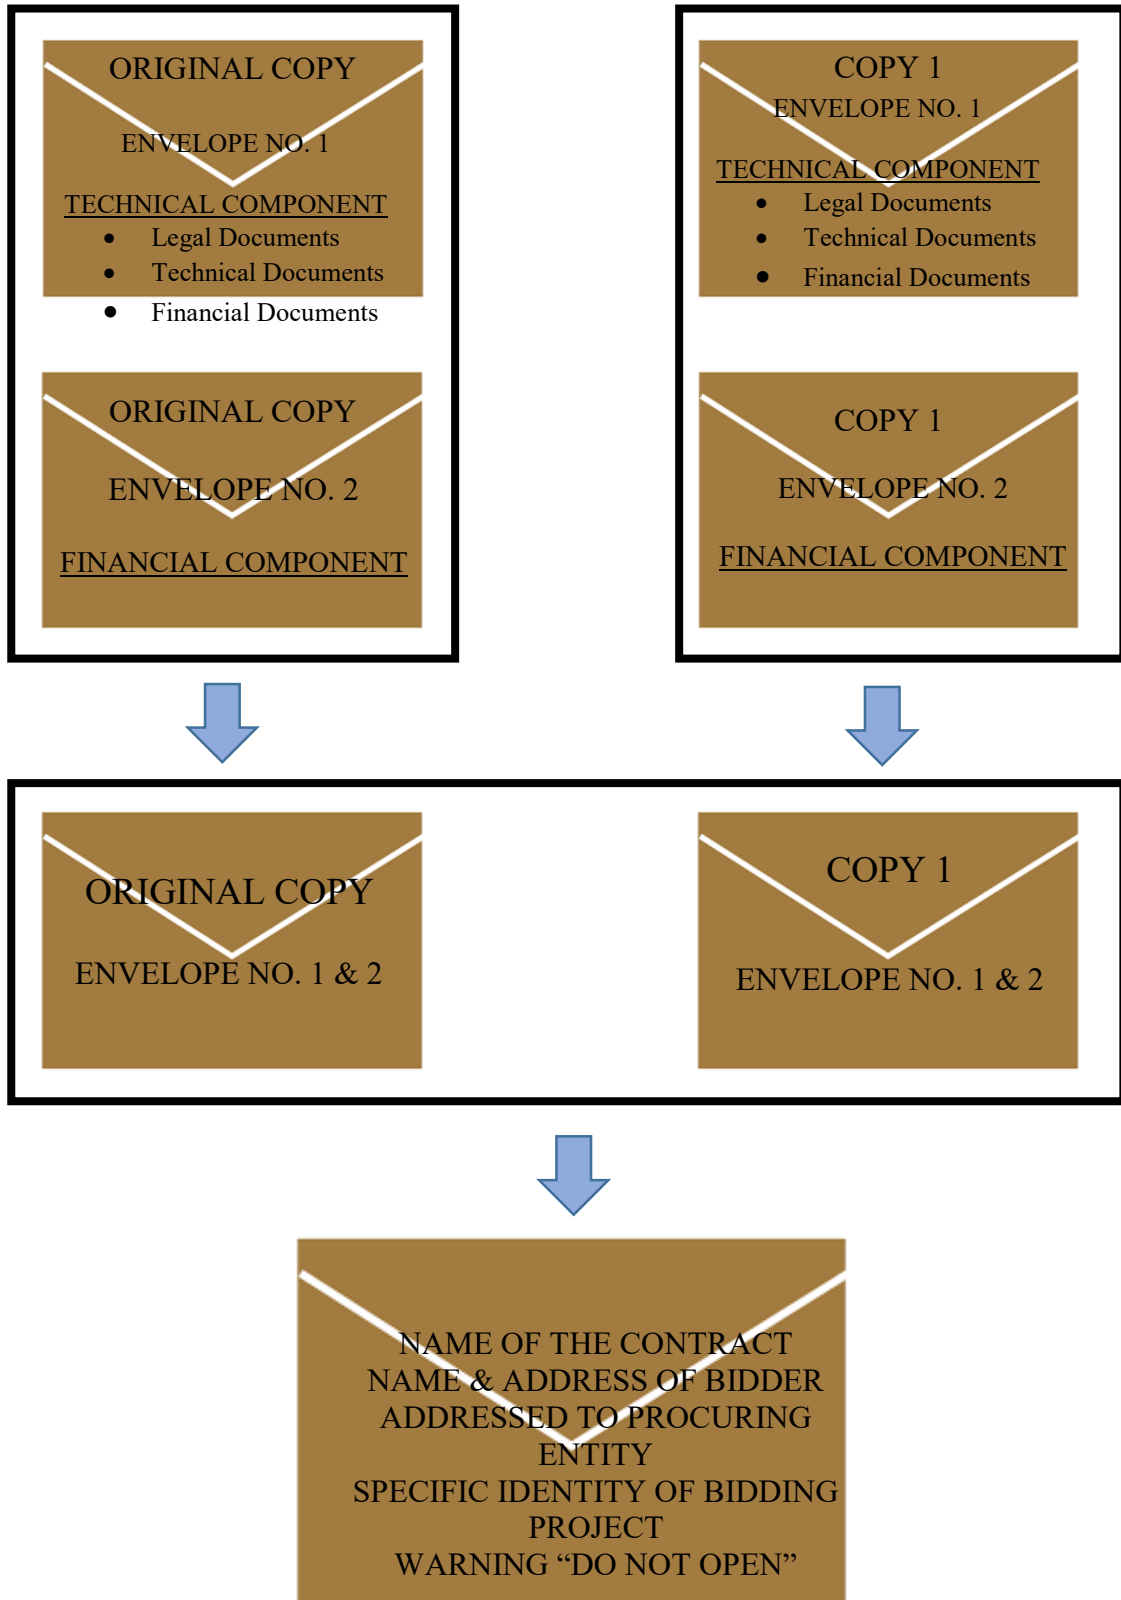 ORIGINAL COPY
ENVELOPE NO. 1
TECHNICAL COMPONENT
• Legal Documents
• Technical Documents
• Financial Documents
COPY 1
ENVELOPE NO. 1
TECHNICAL COMPONENT
• Legal Documents
• Technical Documents
• Financial Documents
ORIGINAL COPY
ENVELOPE NO. 2
FINANCIAL COMPONENT
COPY 1
ENVELOPE NO. 2
FINANCIAL COMPONENT
ORIGINAL COPY
ENVELOPE NO. 1 & 2
COPY 1
ENVELOPE NO. 1 & 2
NAME OF THE CONTRACT
NAME & ADDRESS OF BIDDER
ADDRESSED TO PROCURING
ENTITY
SPECIFIC IDENTITY OF BIDDING
PROJECT
WARNING “DO NOT OPEN”